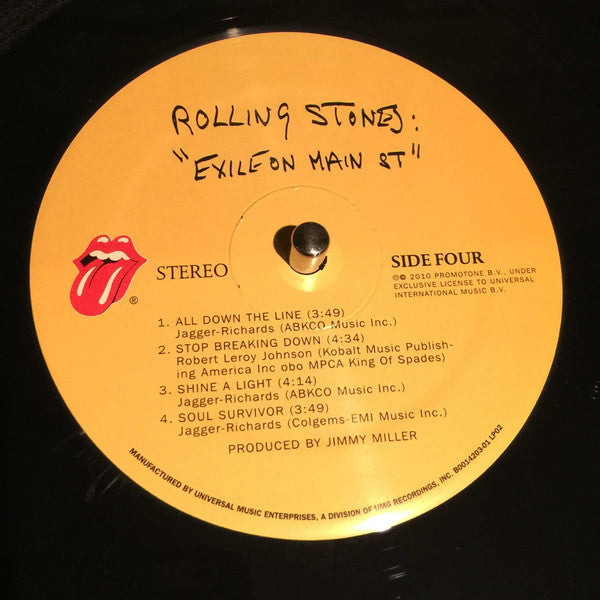 ROLLING STONES:
"EXILE ON MAIN ST"
®
STEREO
SIDE FOUR
℗© 2010 PROMOTONE B.V., UNDER
EXCLUSIVE LICENSE TO UNIVERSAL
INTERNATIONAL MUSIC B.V.
1. ALL DOWN THE LINE (3:49)
Jagger-Richards (ABKCO Music Inc.)
2. STOP BREAKING DOWN (4:34)
Robert Leroy Johnson (Kobalt Music Publish-
ing America Inc obo MPCA King Of Spades)
3. SHINE A LIGHT (4:14)
Jagger-Richards (ABKCO Music Inc.)
4. SOUL SURVIVOR (3:49)
Jagger-Richards (Colgems-EMI Music Inc.)
PRODUCED BY JIMMY MILLER
MANUFACTURED BY UNIVERSAL MUSIC ENTERPRISES, A DIVISION OF UMG RECORDINGS, INC. B0014203-01 LP02